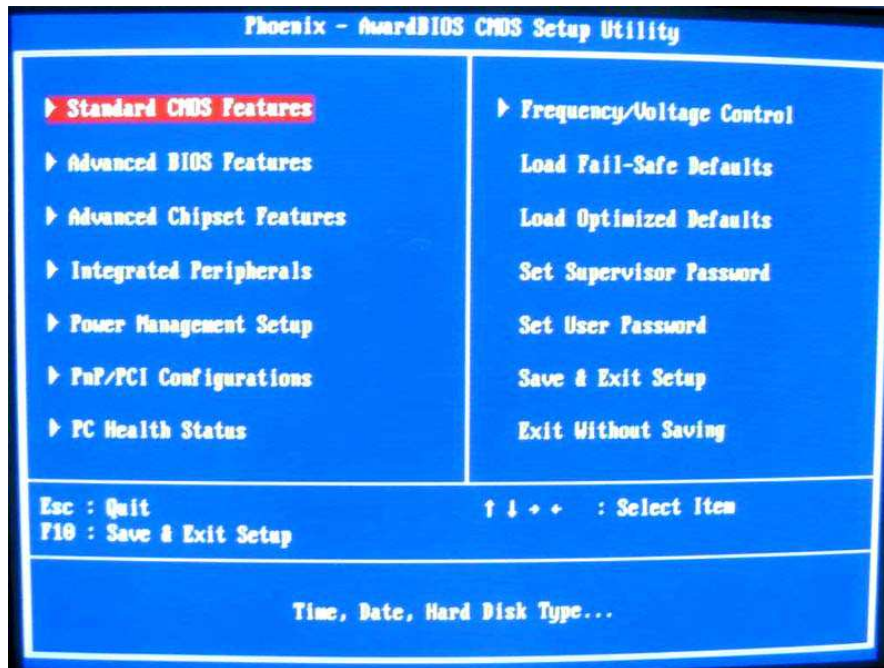 Phoenix - AwardBIOS CMOS Setup Utility
Standard CMOS Features
Advanced BIOS Features
Advanced Chipset Features
Integrated Peripherals
Power Management Setup
PnP/PCI Configurations
PC Health Status
Frequency/Voltage Control
Load Fail-Safe Defaults
Load Optimized Defaults
Set Supervisor Password
Set User Password
Save & Exit Setup
Exit Without Saving
Esc : Quit
F10 : Save & Exit Setup
↑ ↓ → ← : Select Item
Time, Date, Hard Disk Type...